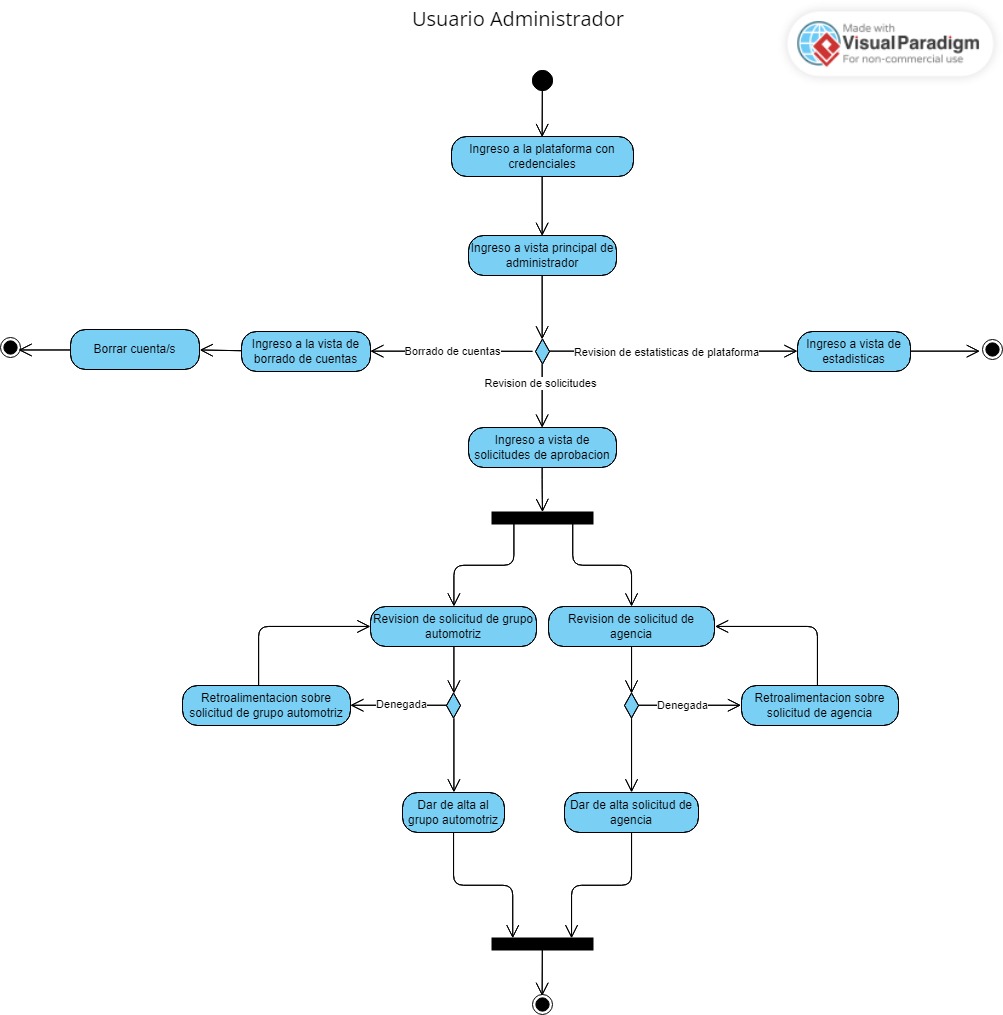 Usuario Administrador
Made with
Visual Paradigm
For non-commercial use
Ingreso a la plataforma con
credenciales
Ingreso a vista principal de
administrador
Borrar cuenta/s
Ingreso a la vista de
borrado de cuentas
Borrado de cuentas
Revision de estatisticas de plataforma
Ingreso a vista de
estadisticas
Revision de solicitudes
Ingreso a vista de
solicitudes de aprobacion
Revision de solicitud de grupo
automotriz
Revision de solicitud de
agencia
Retroalimentacion sobre
solicitud de grupo automotriz
Denegada
Denegada
Retroalimentacion sobre
solicitud de agencia
Dar de alta al
grupo automotriz
Dar de alta solicitud de
agencia